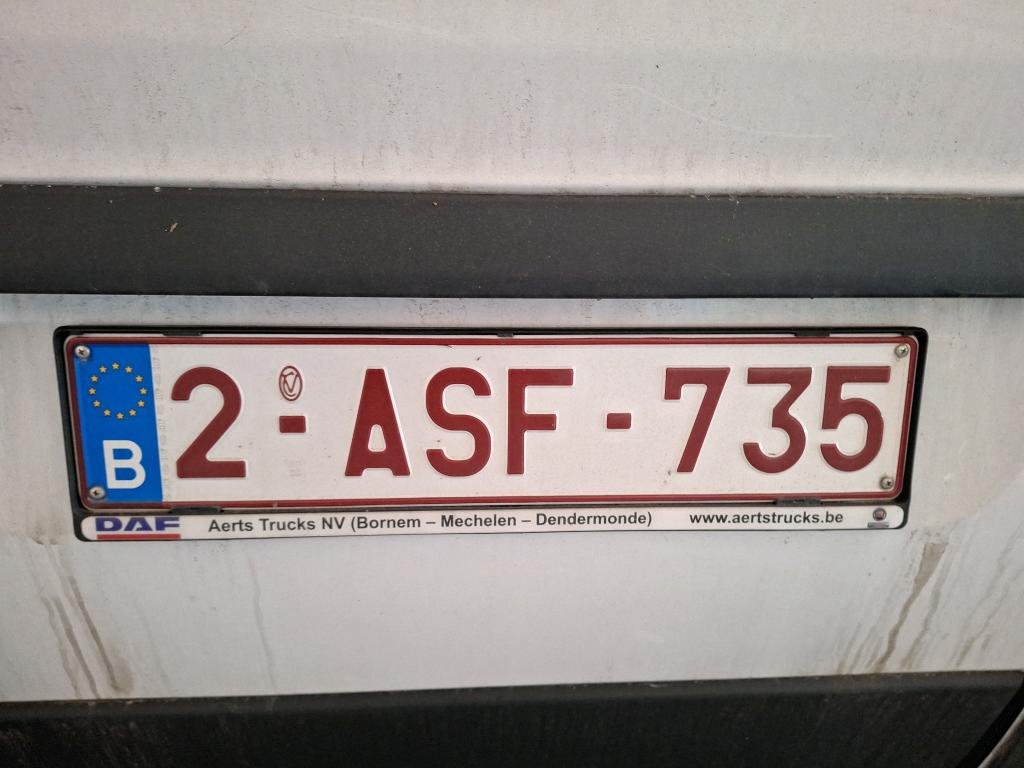 B 2-ASF-735
DAF Aerts Trucks NV (Bornem – Mechelen – Dendermonde) www.aertstrucks.be